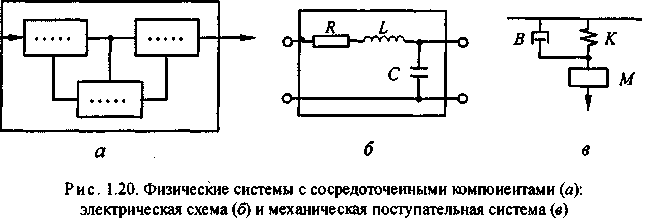 R L
C
B K
M
а б в
Рис. 1.20. Физические системы с сосредоточенными компонентами (а):
электрическая схема (б) и механическая поступательная система (в)